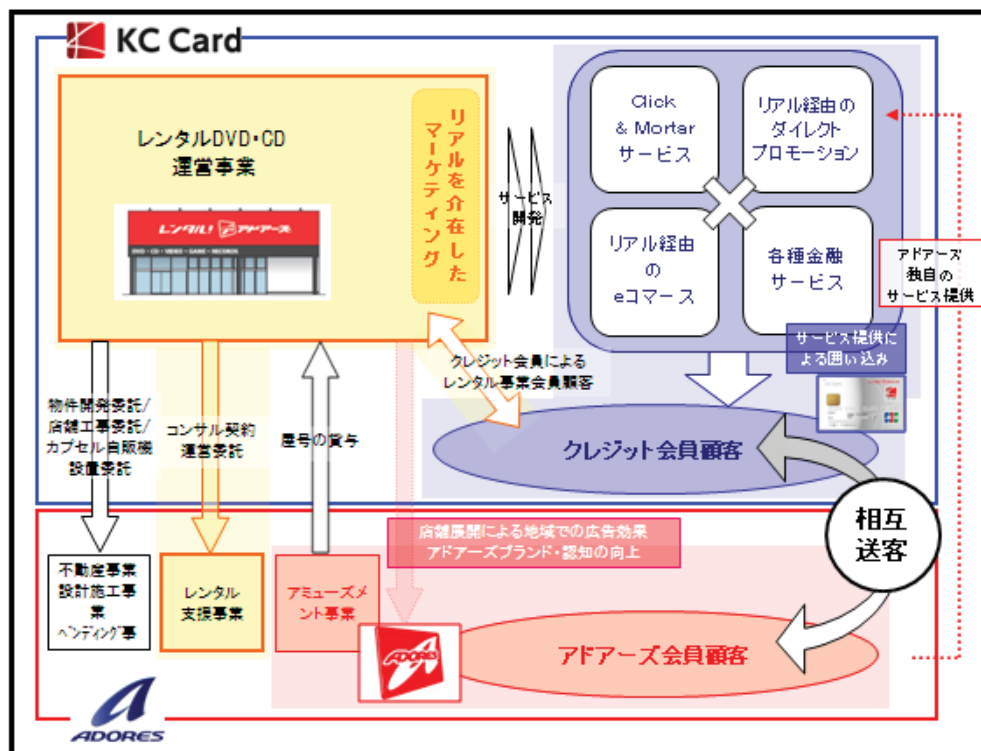 KC Card
レンタルDVD・CD
運営事業
レンタル! アドアーズ
DVD・CD・VIDEO・GAME・RECORDS
リアルを介在した
マーケティング
サービス
開発
Click
& Mortar
サービス
リアル経由の
ダイレクト
プロモーション
リアル経由
の
eコマース
各種金融
サービス
アドアーズ
独自の
サービス提供
サービス提供に
よる囲い込み
クレジット会員による
レンタル事業会員顧客
クレジット会員顧客
物件開発委託/
店舗工事委託/
カプセル自販機
設置委託
コンサル契約
運営委託
屋号の貸与
相互
送客
店舗展開による地域での広告効果
アドアーズブランド・認知の向上
不動産事業
設計施工事
業
ベンディング事
レンタル
支援事業
アミューズメ
ント事業
ADORES
アドアーズ会員顧客
ADORES